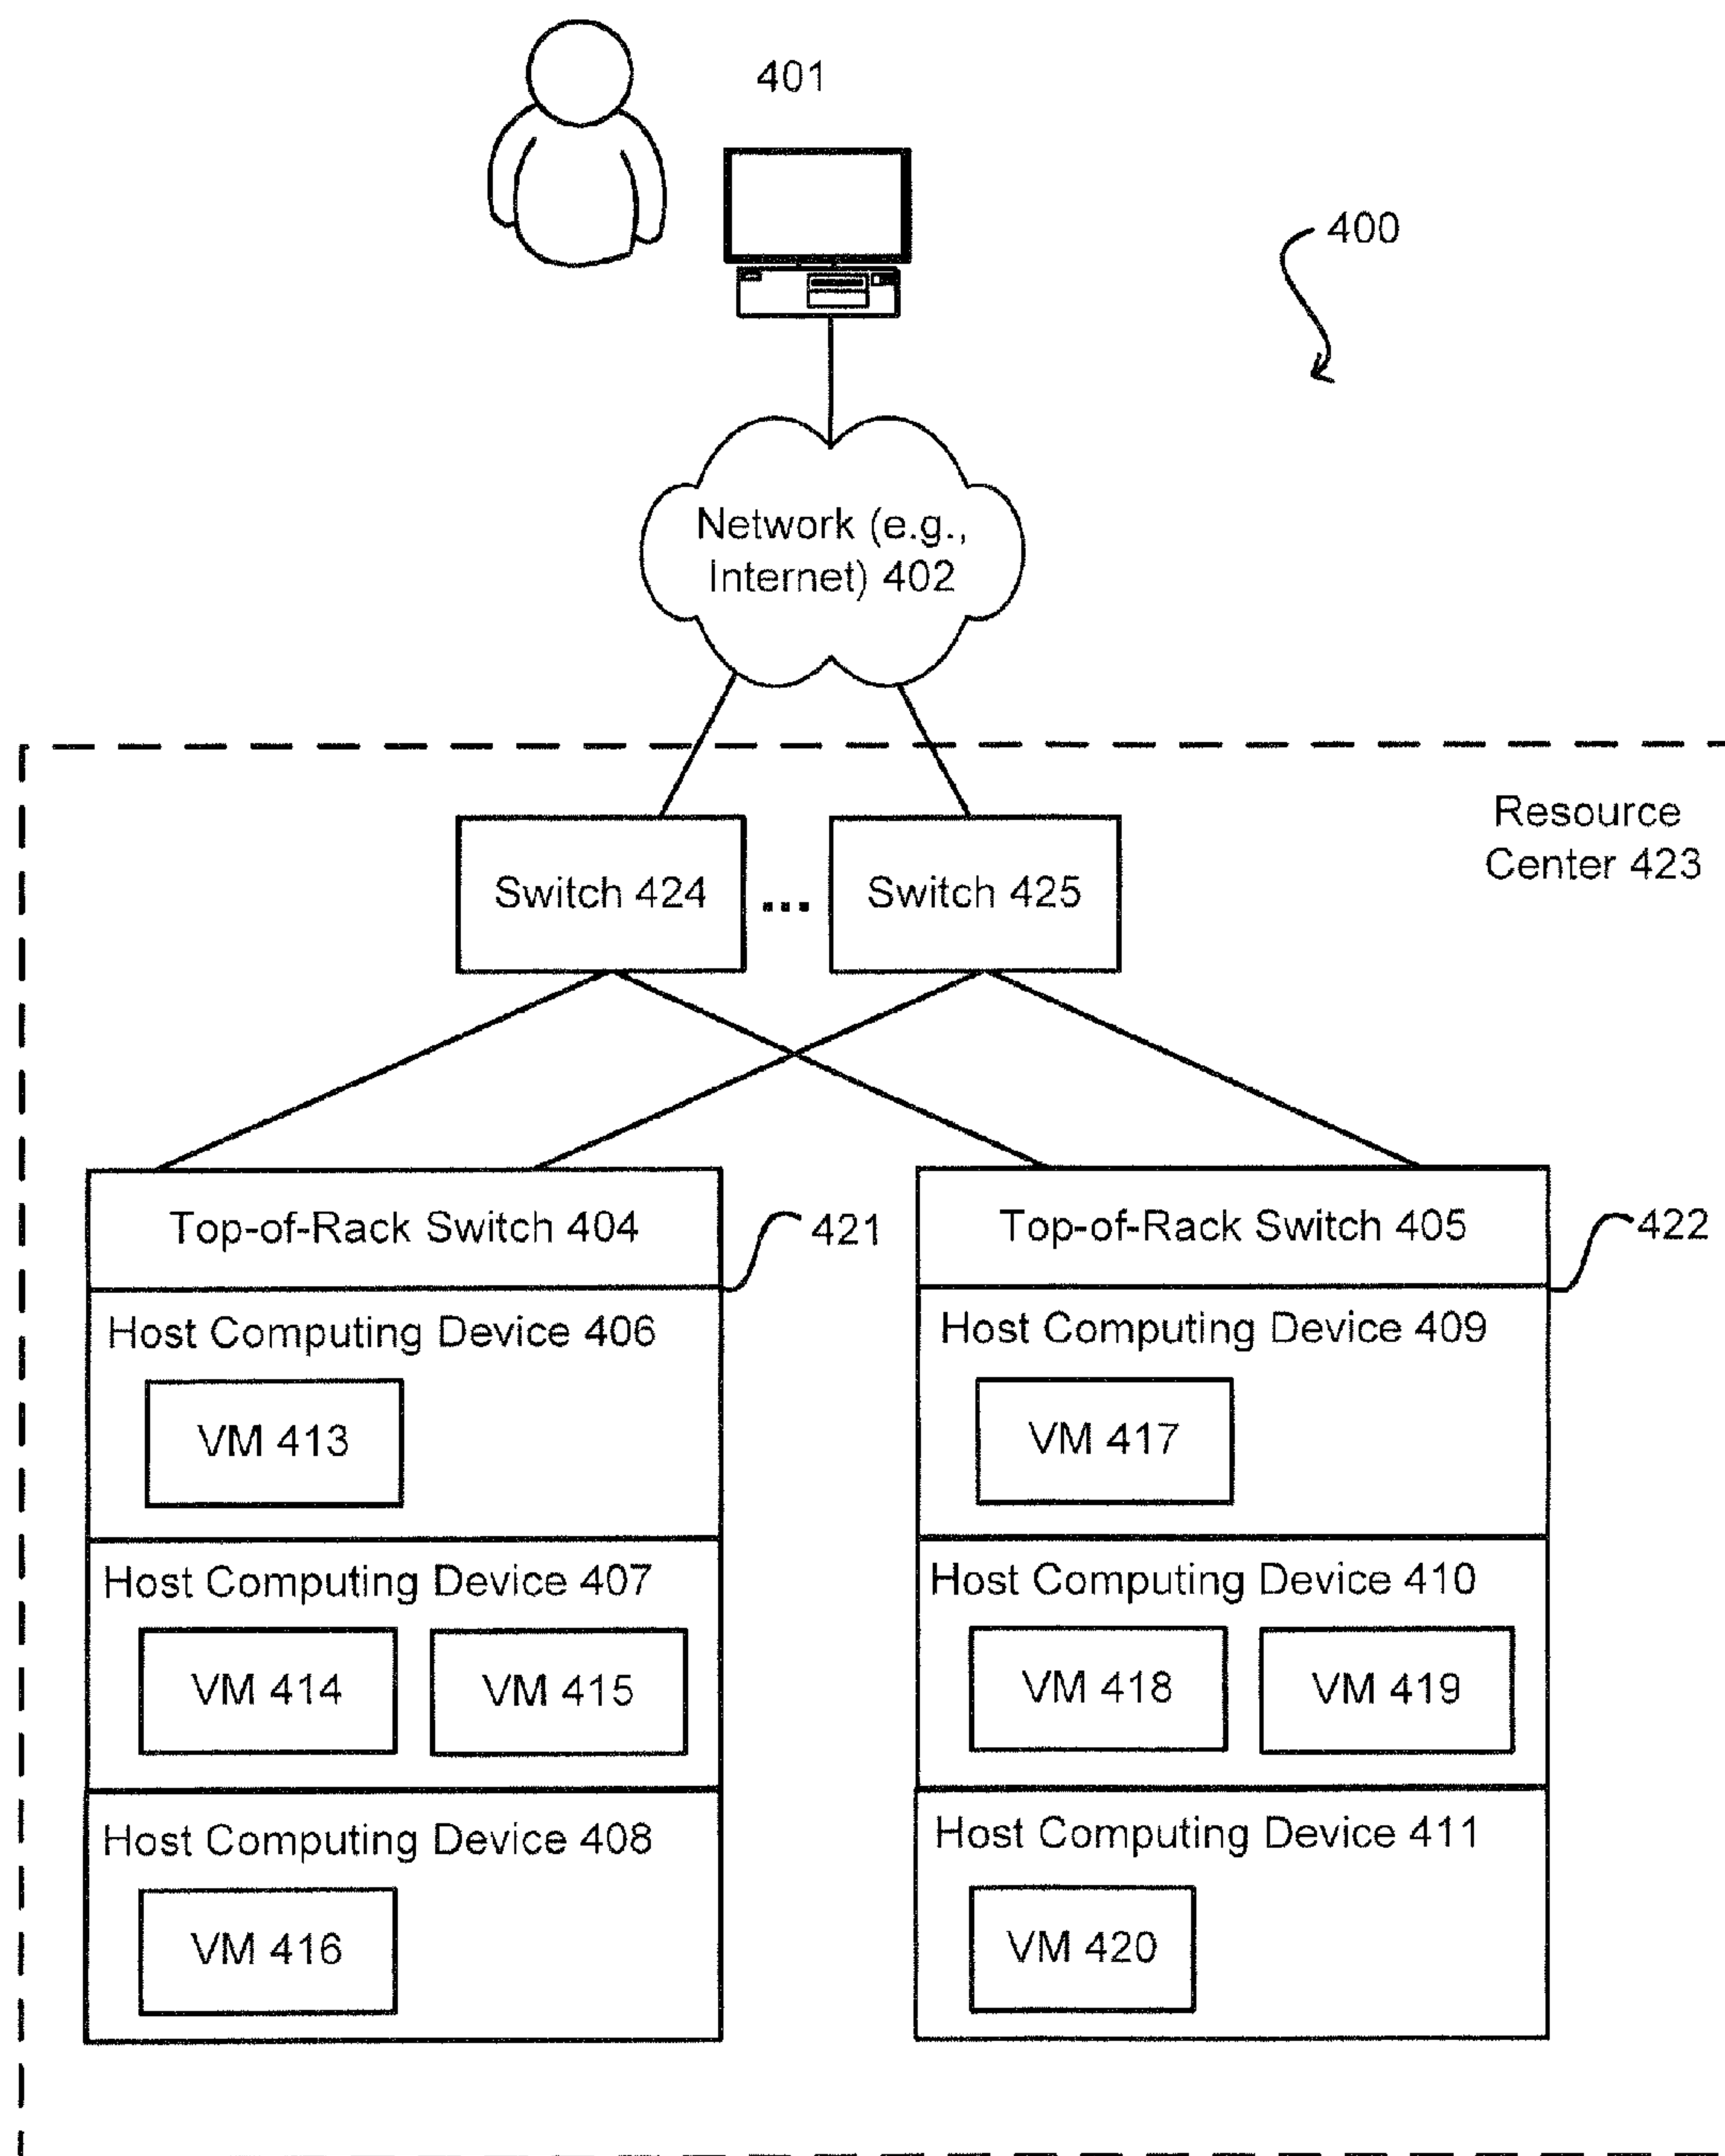 401
400
Network (e.g.,
Internet) 402
Resource
Center 423
Switch 424
...
Switch 425
Top-of-Rack Switch 404
421
Top-of-Rack Switch 405
422
Host Computing Device 406
VM 413
Host Computing Device 409
VM 417
Host Computing Device 407
VM 414
VM 415
Host Computing Device 410
VM 418
VM 419
Host Computing Device 408
VM 416
Host Computing Device 411
VM 420